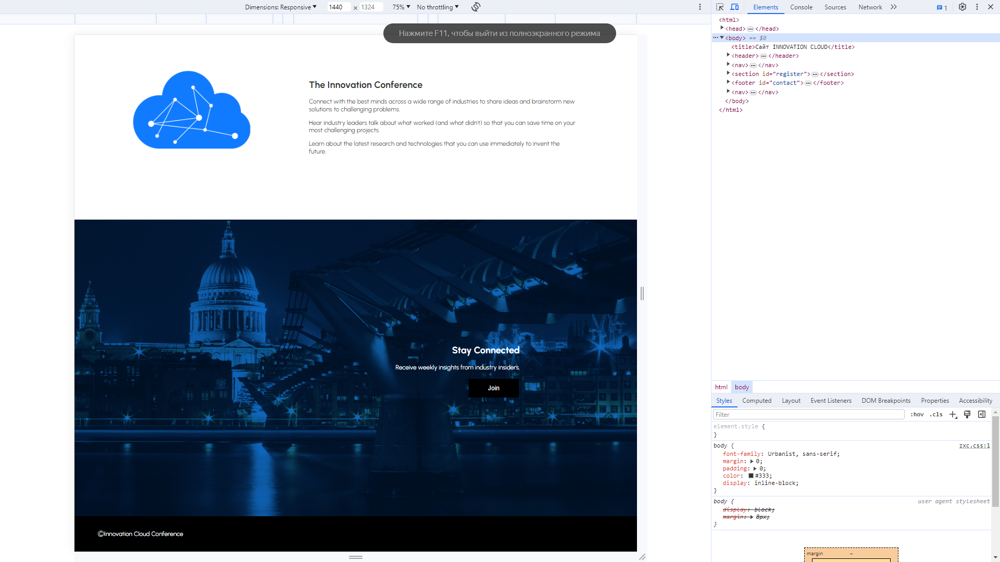 Dimensions: Responsive 1440 × 1324 75% No throttling
Elements Console Sources Network 1
Нажмите F11, чтобы выйти из полноэкранного режима
The Innovation Conference
Connect with the best minds across a wide range of industries to share ideas and brainstorm new
solutions to challenging problems.
Hear industry leaders talk about what worked (and what didn't) so that you can save time on your
most challenging projects.
Learn about the latest research and technologies that you can use immediately to invent the
future.
Stay Connected
Receive weekly insights from industry insiders.
Join
©Innovation Cloud Conference
<html>
<head> ... </head>
... <body> == $0
<title>Сайт INNOVATION CLOUD</title>
<header> ... </header>
<nav> ... </nav>
<section id="register"> ... </section>
<footer id="contact"> ... </footer>
<nav> ... </nav>
</body>
</html>
html body
Styles Computed Layout Event Listeners DOM Breakpoints Properties Accessibility
Filter :hov .cls
element.style {
}
body { zxc.css:1
font-family: Urbanist, sans-serif;
margin: 0;
padding: 0;
color: #333;
display: inline-block;
}
body { user agent stylesheet
display: block;
margin: 8px;
}
margin -